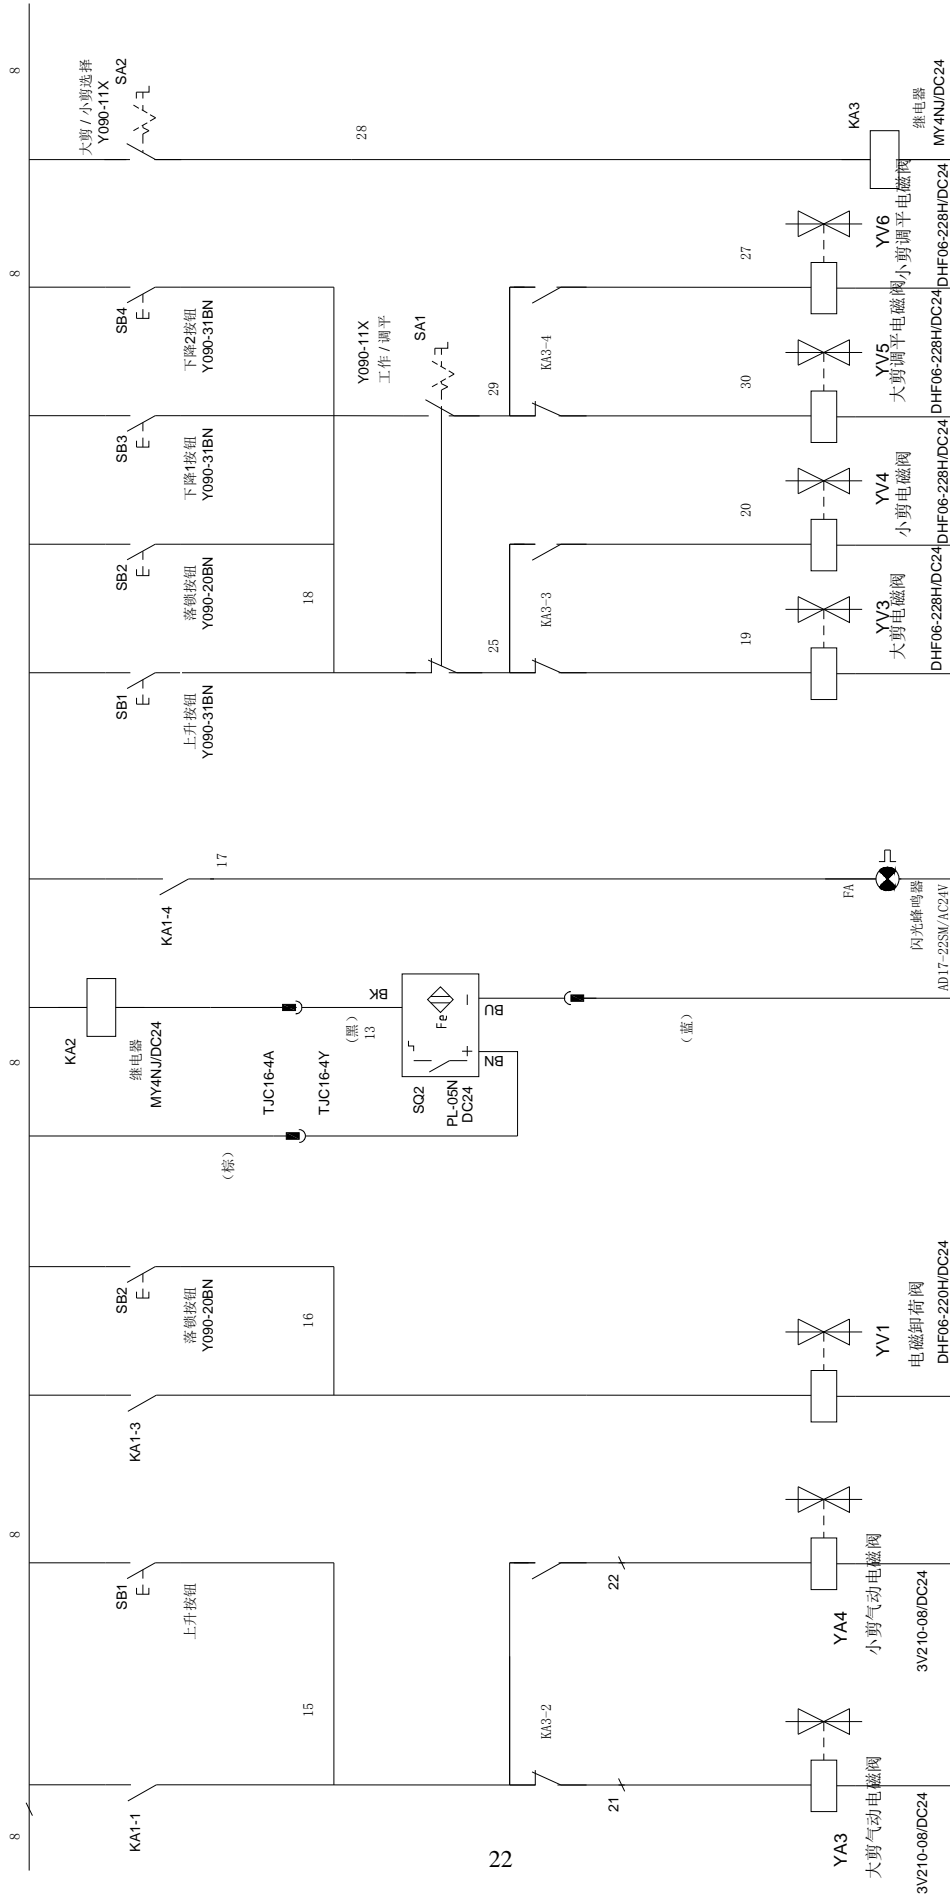 8
8
8
8
8
KA1-1
SB1
上升按钮
15
KA3-2
21
22
YA3
大剪气动电磁阀
3V210-08/DC24
YA4
小剪气动电磁阀
3V210-08/DC24
KA1-3
SB2
落锁按钮
Y090-20BN
16
YV1
电磁卸荷阀
DHF06-220H/DC24
(棕)
TJC16-4A
TJC16-4Y
KA2
继电器
MY4NJ/DC24
(黑)
13
BK
Fe
SQ2
PL-05N
DC24
BN
BU
+
-
(蓝)
KA1-4
17
FA
闪光蜂鸣器
AD17-22SM/AC24V
SB1
上升按钮
Y090-31BN
SB2
落锁按钮
Y090-20BN
SB3
下降1按钮
Y090-31BN
SB4
下降2按钮
Y090-31BN
18
Y090-11X
工作/调平
SA1
25
29
KA3-3
KA3-4
19
20
30
27
YV3
大剪电磁阀
DHF06-228H/DC24
YV4
小剪电磁阀
DHF06-228H/DC24
YV5
大剪调平电磁阀
DHF06-228H/DC24
YV6
小剪调平电磁阀
DHF06-228H/DC24
大剪/小剪选择
Y090-11X
SA2
28
KA3
继电器
MY4NJ/DC24
22